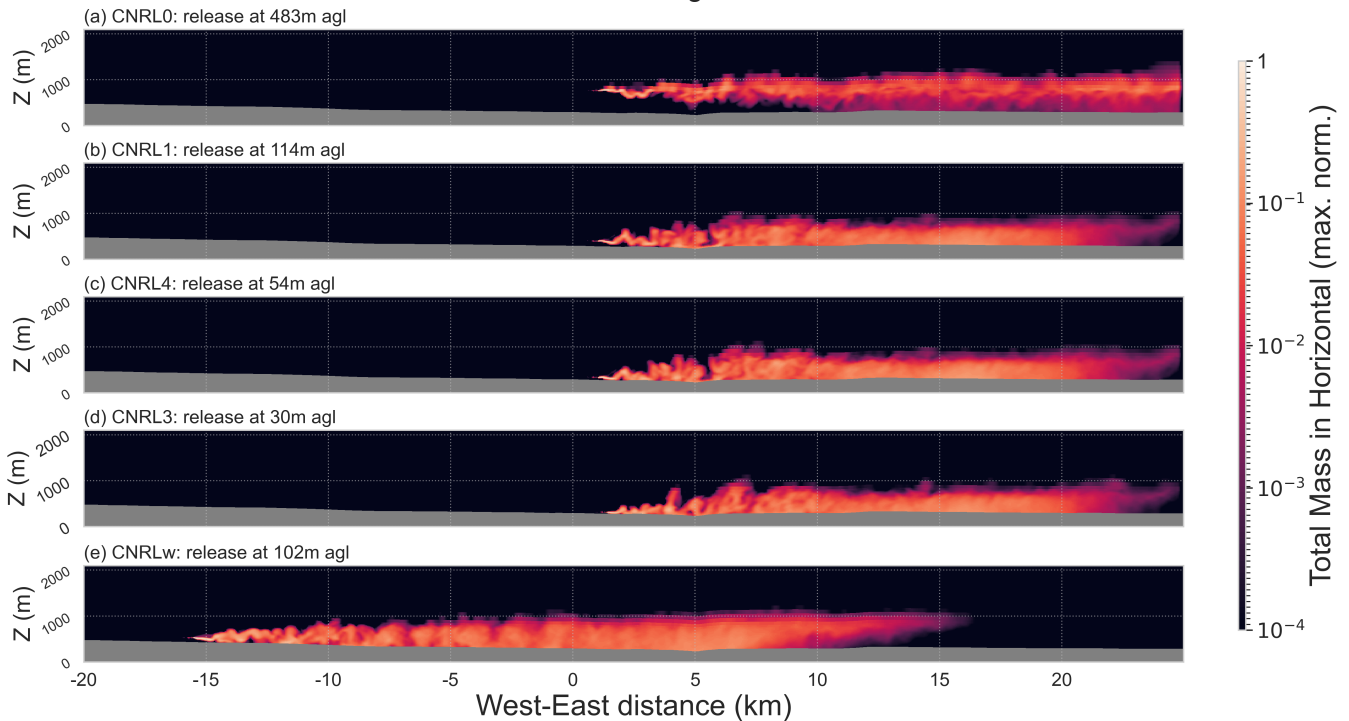 (a) CNRL0: release at 483m agl
Z (m)
2000
1000
0
(b) CNRL1: release at 114m agl
Z (m)
2000
1000
0
(c) CNRL4: release at 54m agl
Z (m)
2000
1000
0
(d) CNRL3: release at 30m agl
Z (m)
2000
1000
0
(e) CNRLw: release at 102m agl
Z (m)
2000
1000
0
-20 -15 -10 -5 0 5 10 15 20
West-East distance (km)
1
10⁻¹
10⁻²
10⁻³
10⁻⁴
Total Mass in Horizontal (max. norm.)